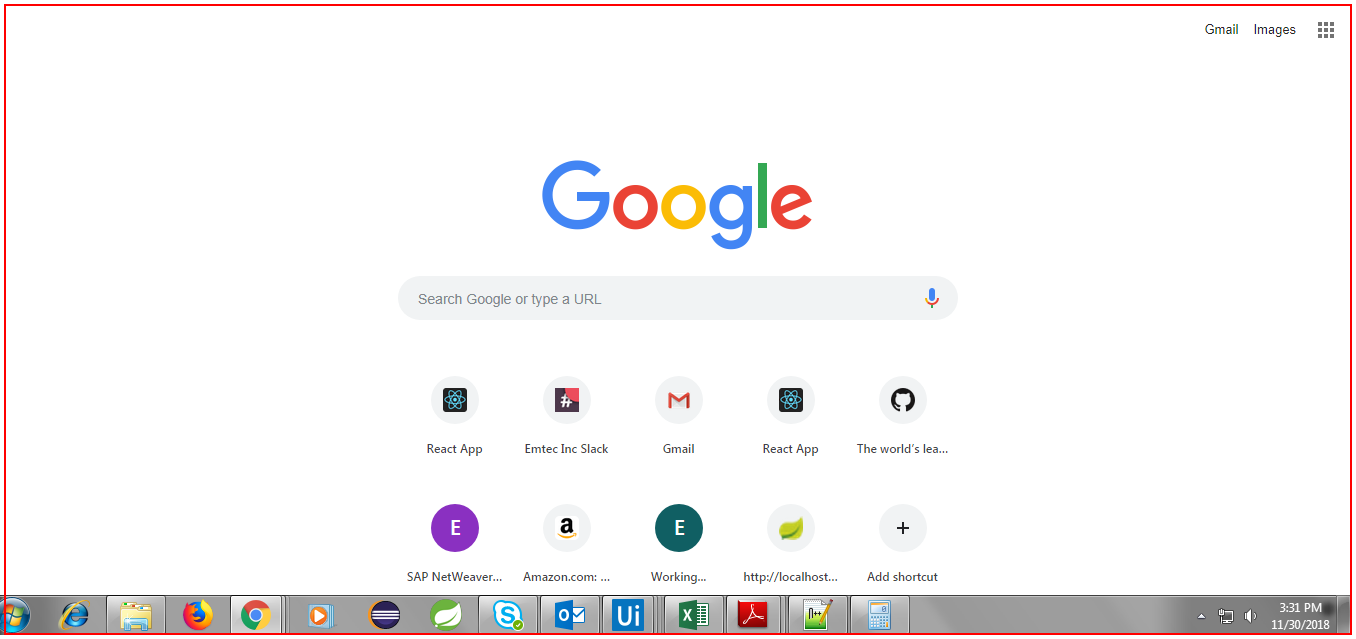 Gmail Images
Google
Search Google or type a URL
React App Emtec Inc Slack Gmail React App The world's lea...
E a E
SAP NetWeaver... Amazon.com: ... Working... http://localhost... Add shortcut
3:31 PM
11/30/2018